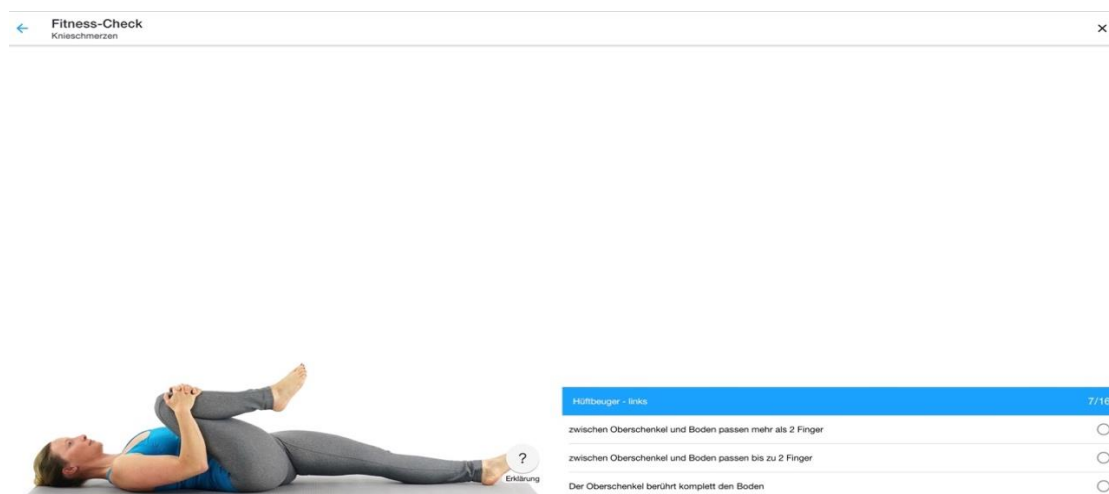 Fitness-Check
Knieschmerzen
?
Erklärung
Hüftbeuger - links 7/16
zwischen Oberschenkel und Boden passen mehr als 2 Finger
zwischen Oberschenkel und Boden passen bis zu 2 Finger
Der Oberschenkel berührt komplett den Boden